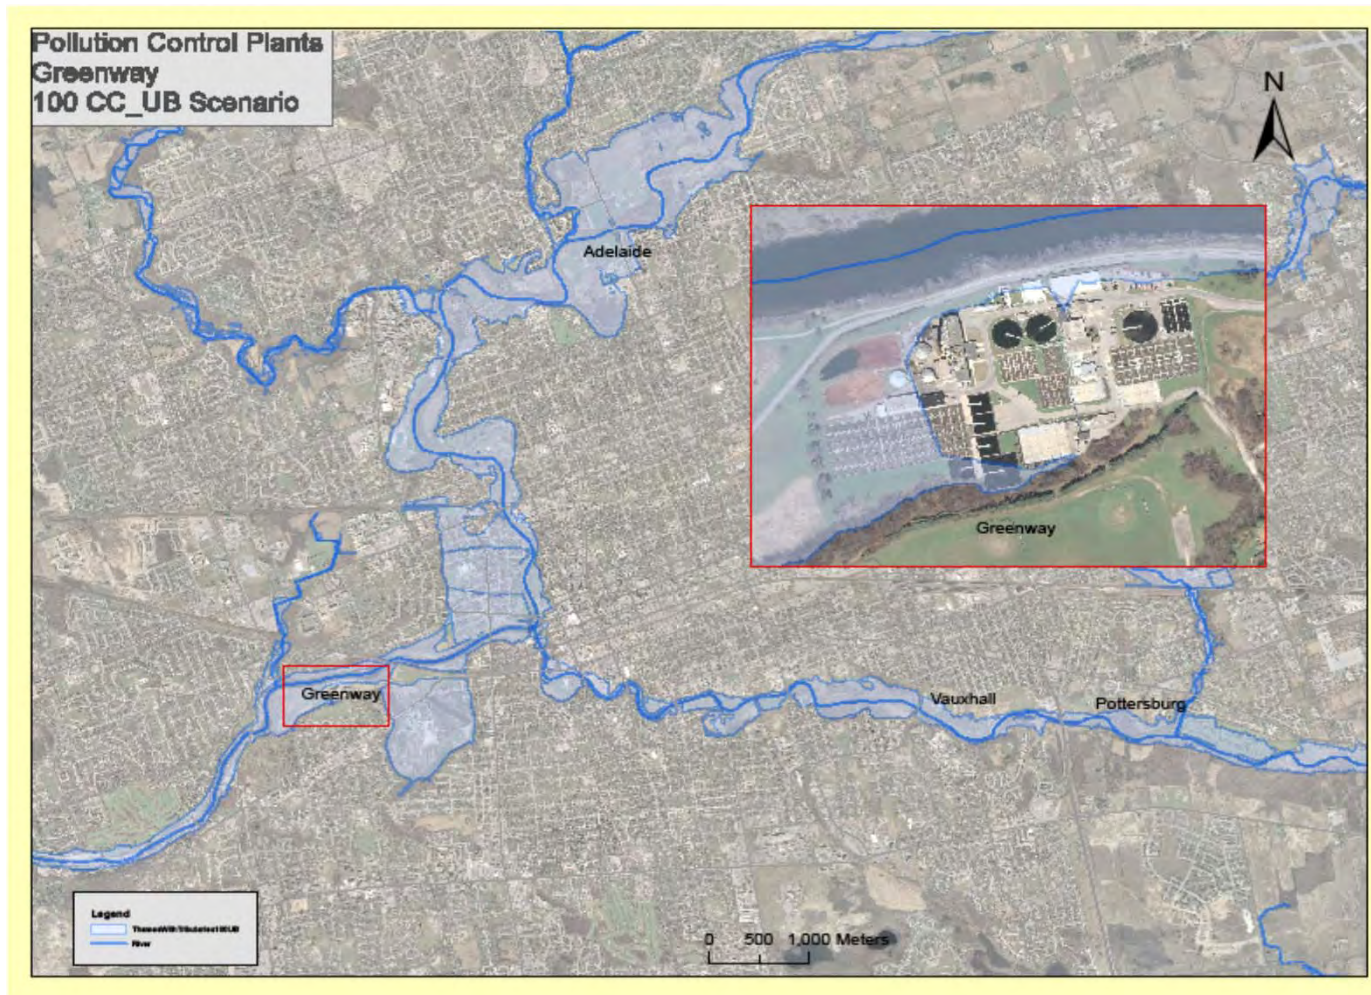 Pollution Control Plants
Greenway
100 CC_UB Scenario
N
Adelaide
Greenway
Greenway
Vauxhall
Pottersburg
Legend
River
0 500 1,000 Meters